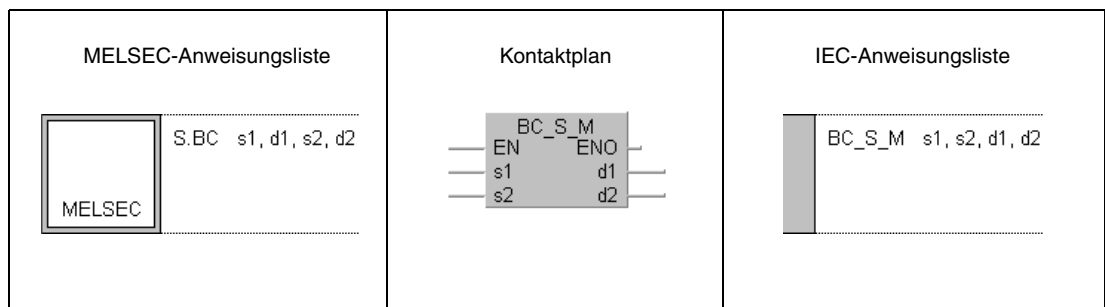 MELSEC-Anweisungsliste
MELSEC
S.BC s1, d1, s2, d2
Kontaktplan
BC_S_M
EN ENO
s1 d1
s2 d2
IEC-Anweisungsliste
BC_S_M s1, s2, d1, d2